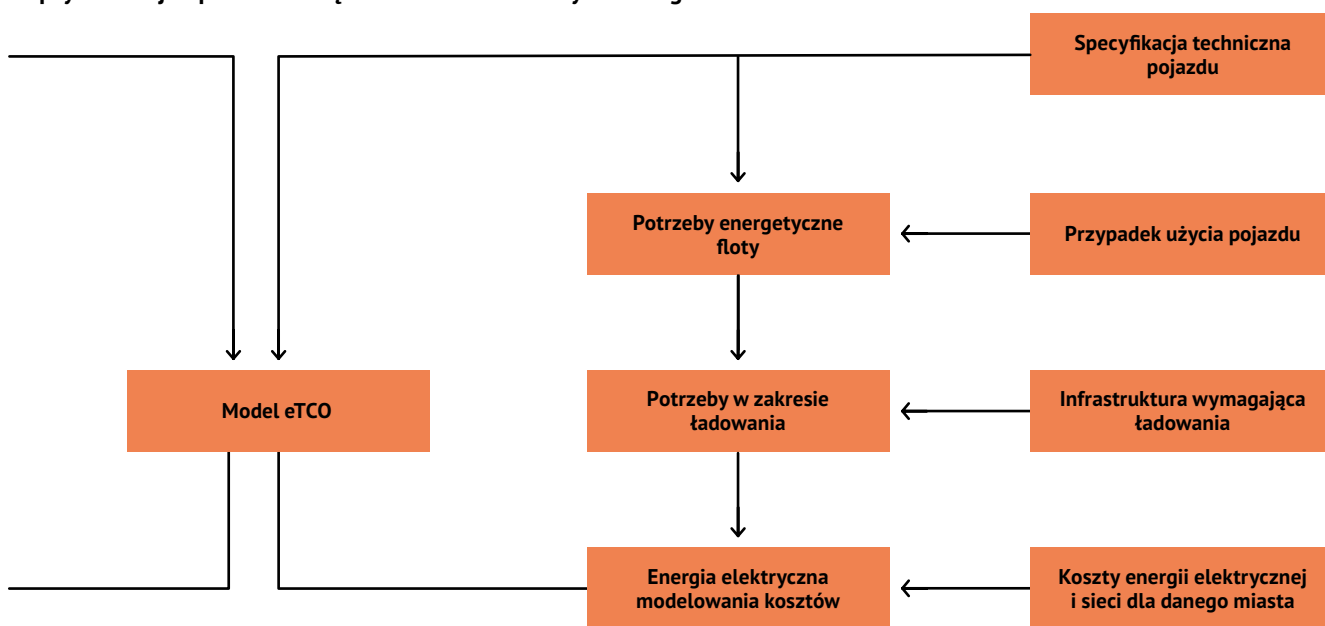 Specyfikacja techniczna
pojazdu
Potrzeby energetyczne
floty
Przypadek użycia pojazdu
Model eTCO
Potrzeby w zakresie
ładowania
Infrastruktura wymagająca
ładowania
Energia elektryczna
modelowania kosztów
Koszty energii elektrycznej
i sieci dla danego miasta